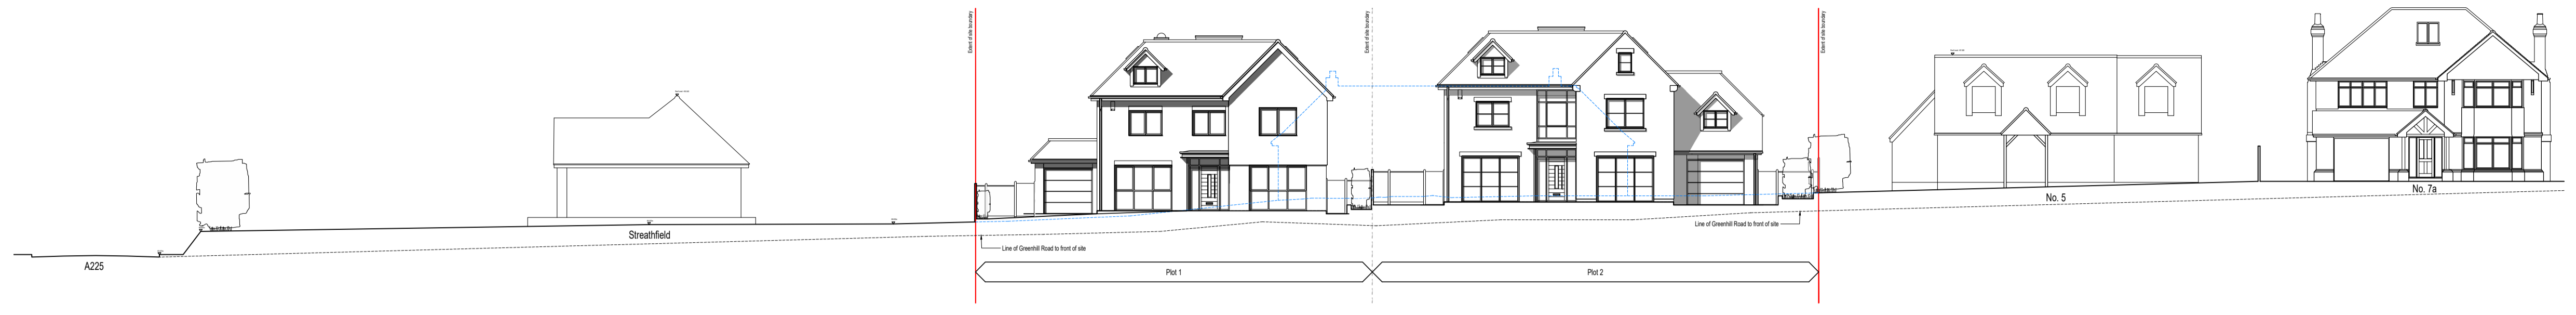 Extent of site boundary
Extent of site boundary
Extent of site boundary
A225
Streathfield
Line of Greenhill Road to front of site
Line of Greenhill Road to front of site
No. 5
No. 7a
Plot 1
Plot 2